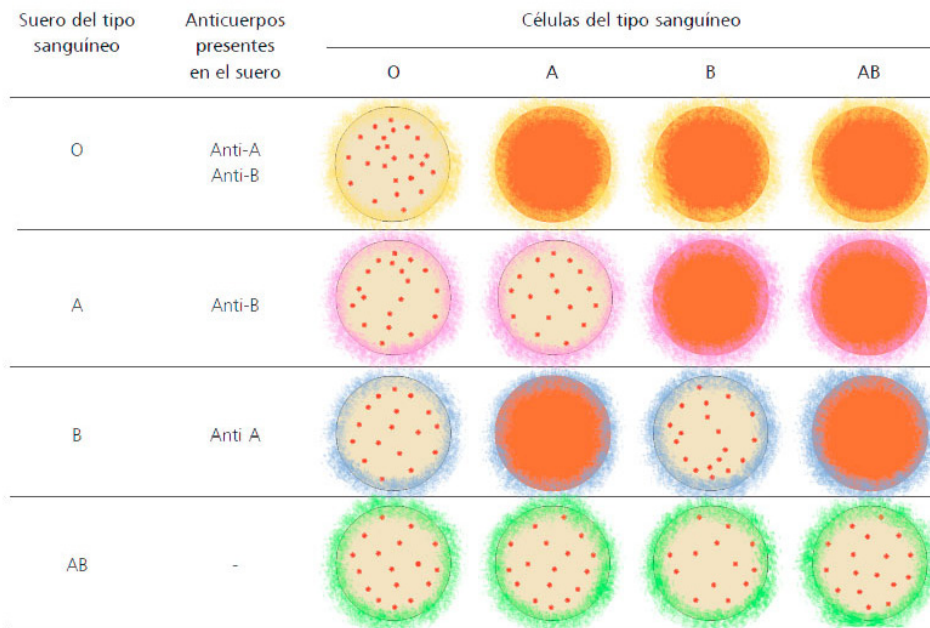 Suero del tipo
sanguíneo
Anticuerpos
presentes
en el suero
Células del tipo sanguíneo
O
A
B
AB
O
Anti-A
Anti-B
A
Anti-B
B
Anti A
AB
-